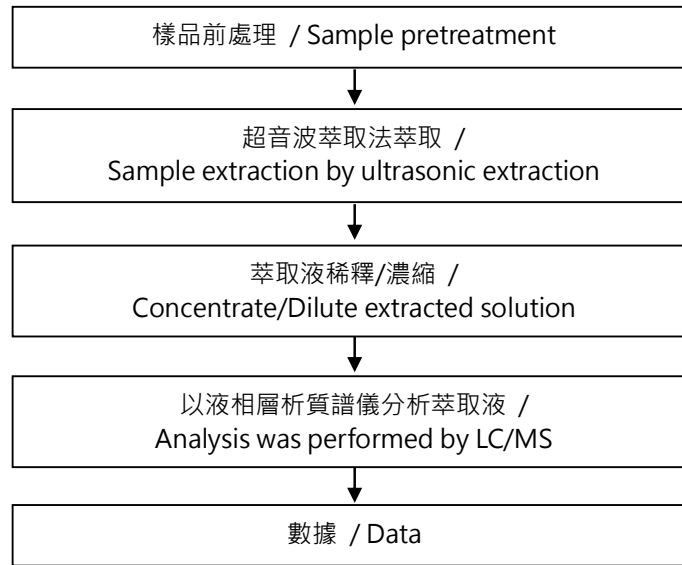 樣品前處理 / Sample pretreatment
超音波萃取法萃取 /
Sample extraction by ultrasonic extraction
萃取液稀釋/濃縮 /
Concentrate/Dilute extracted solution
以液相層析質譜儀分析萃取液 /
Analysis was performed by LC/MS
數據 / Data